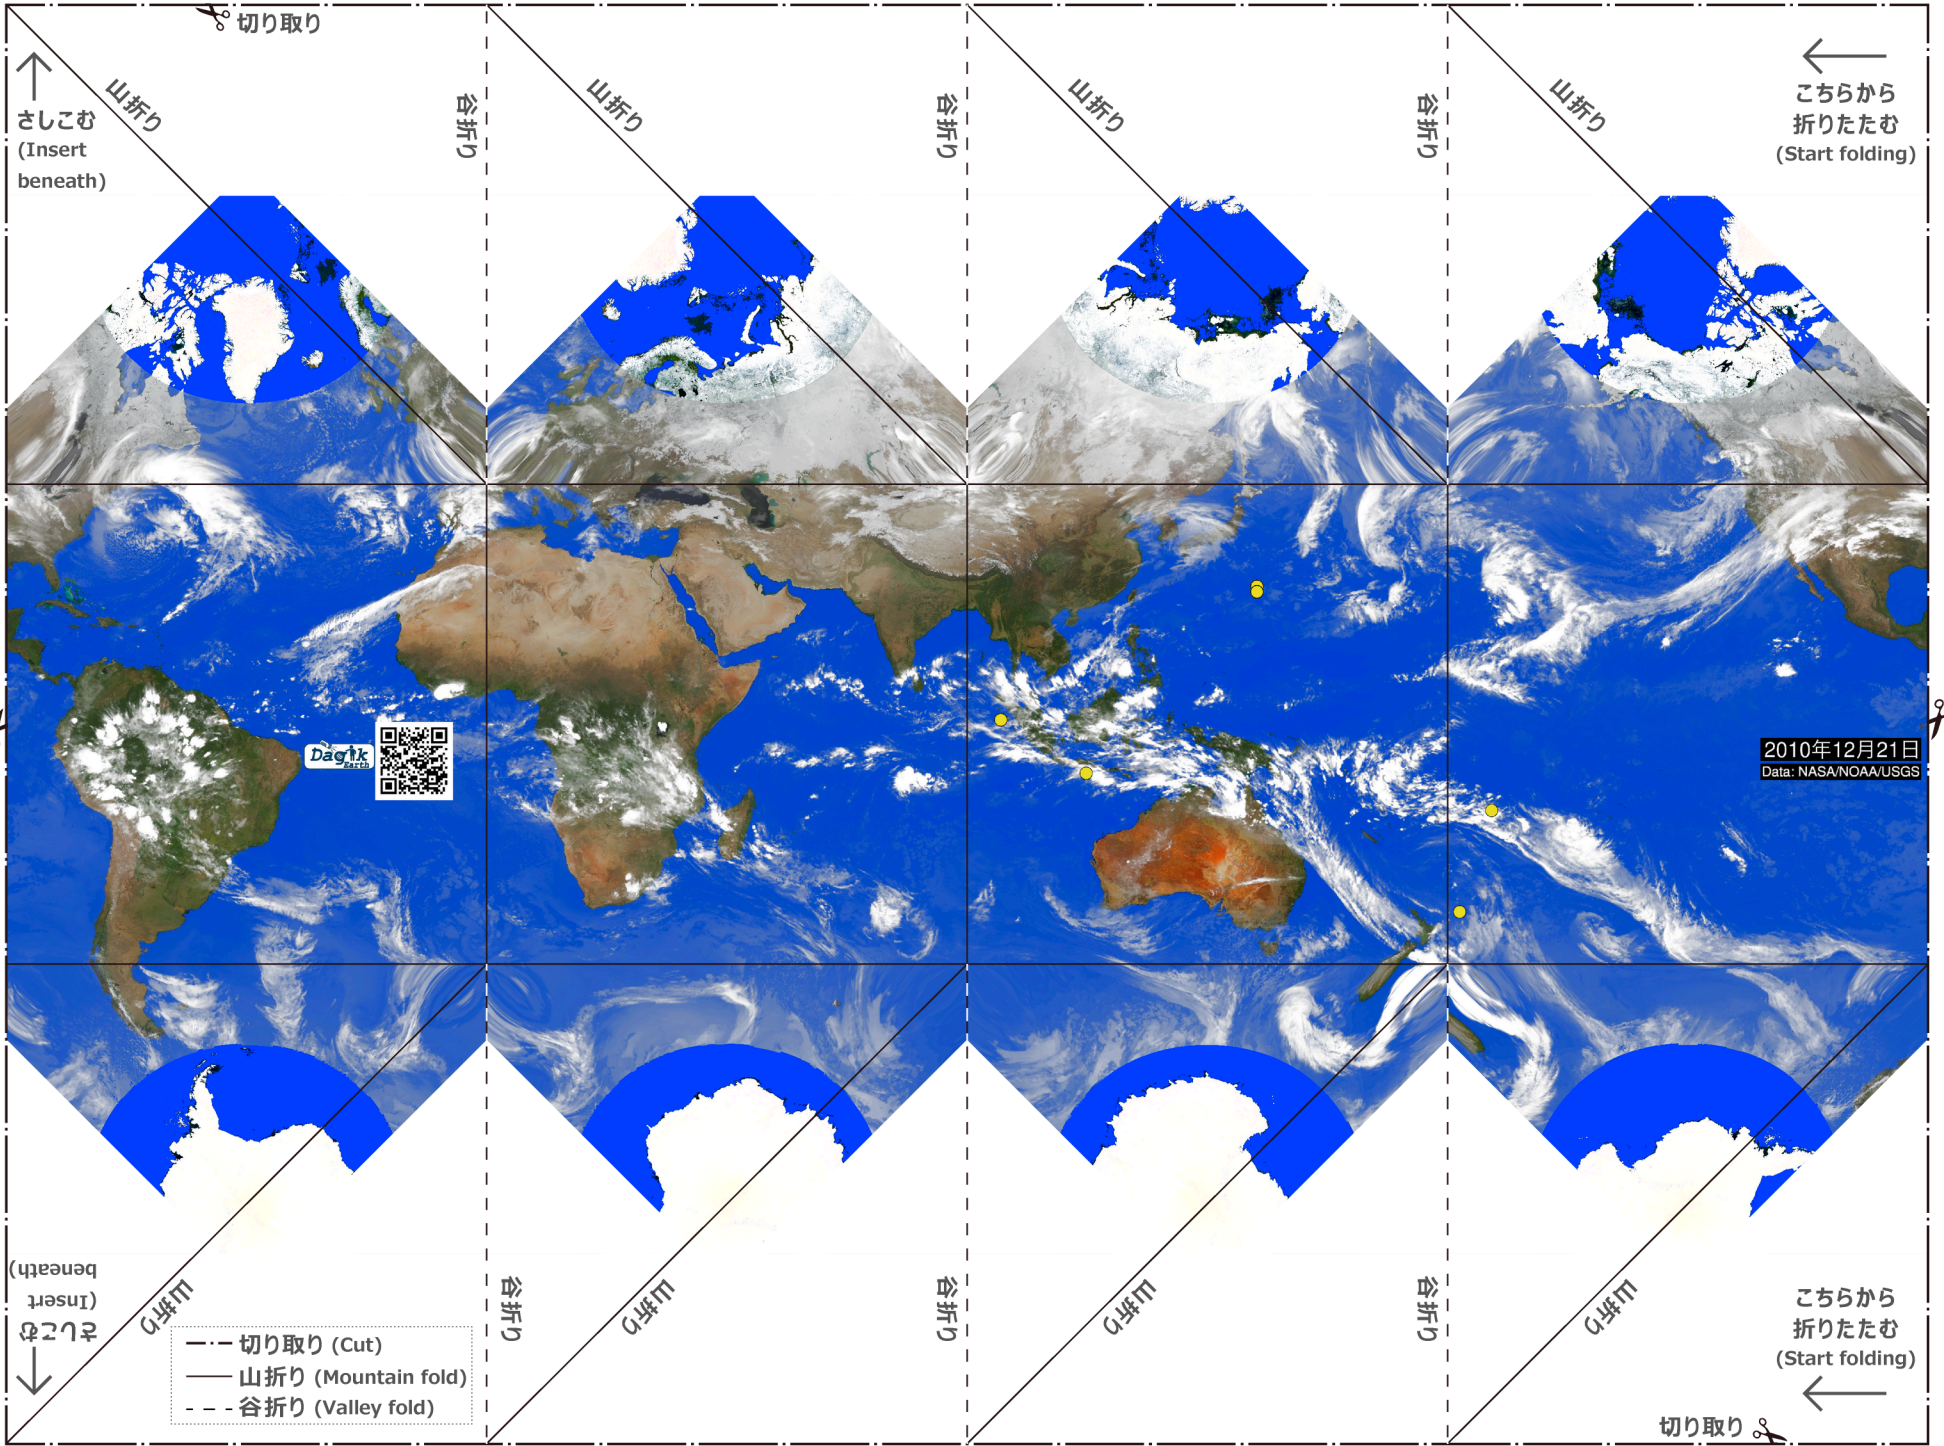 切り取り
山折り
谷折り
山折り
谷折り
山折り
谷折り
山折り
さしこむ
(Insert
beneath)
こちらから
折りたたむ
(Start folding)
Dagik
Earth
2010年12月21日
Data: NASA/NOAA/USGS
さしこむ
(Insert
beneath)
山折り
谷折り
山折り
谷折り
山折り
谷折り
山折り
こちらから
折りたたむ
(Start folding)
切り取り (Cut)
山折り (Mountain fold)
谷折り (Valley fold)
切り取り